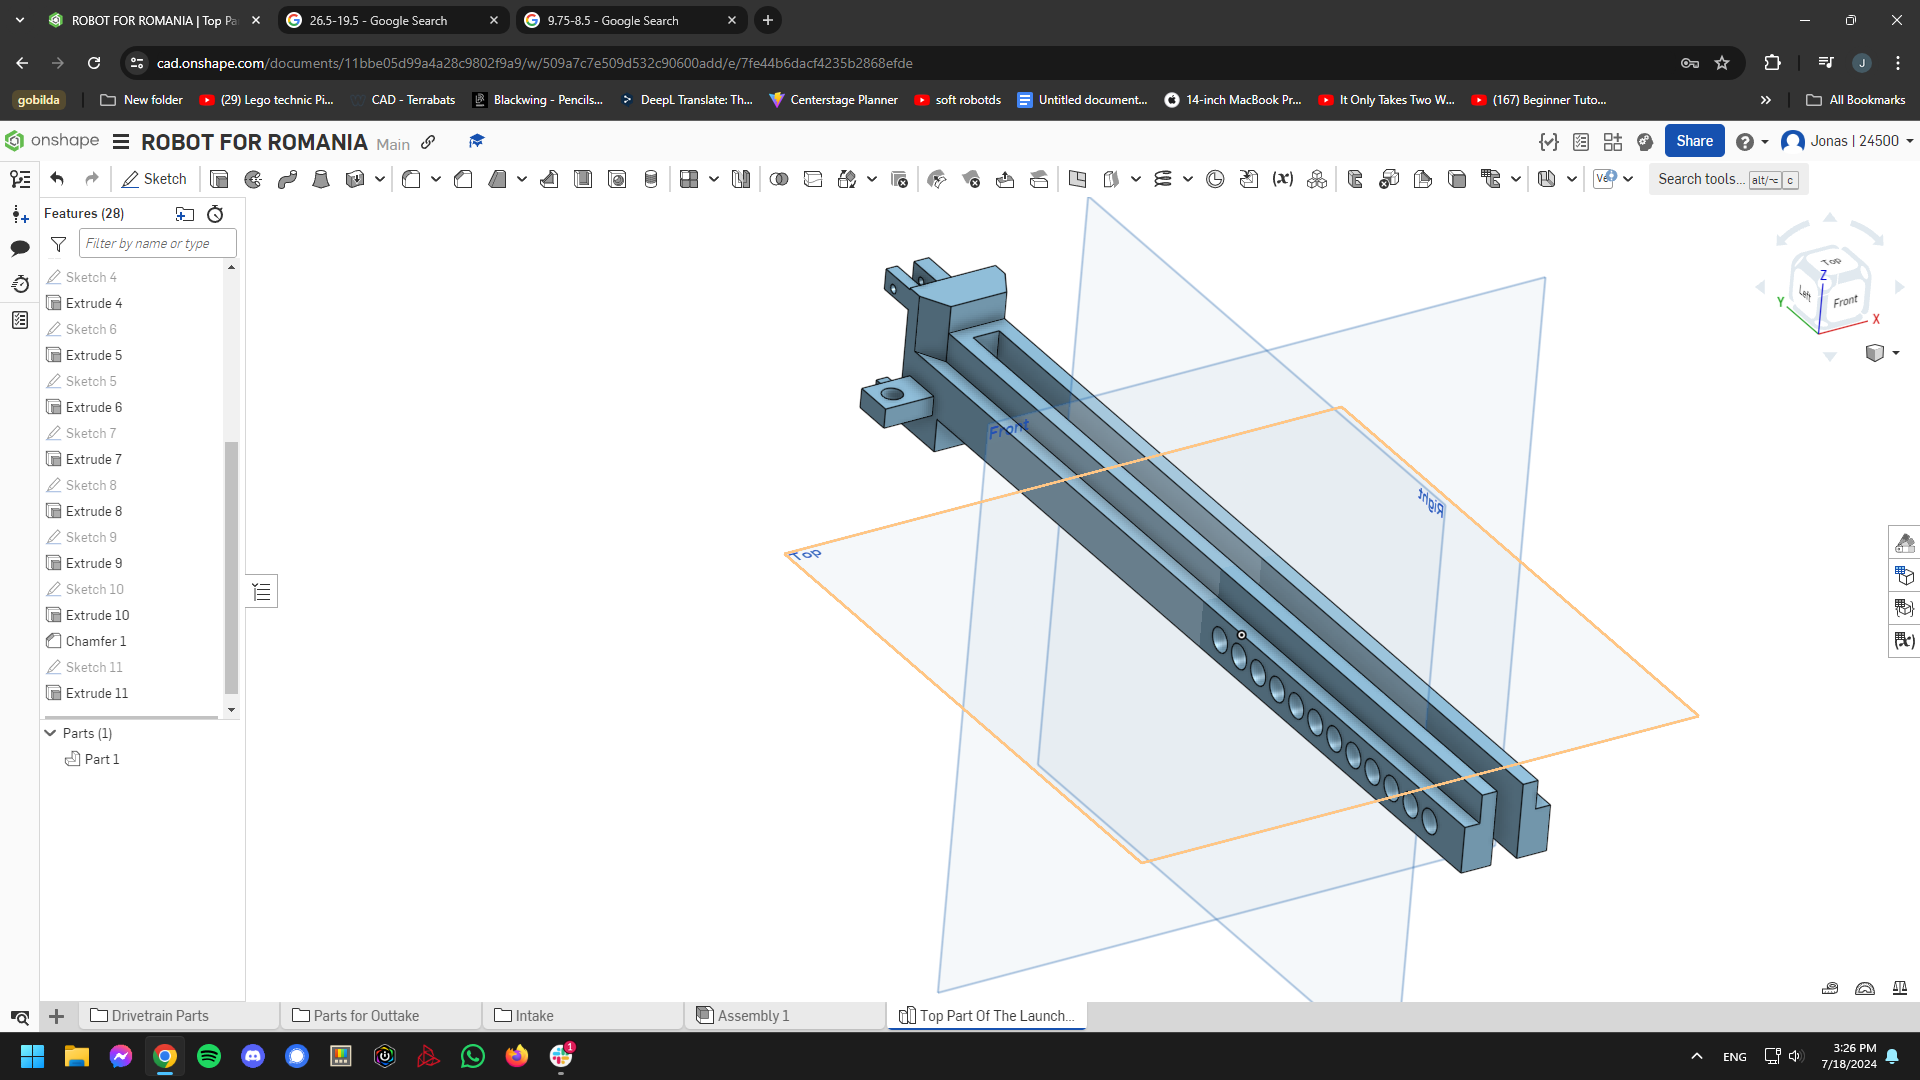 ROBOT FOR ROMANIA | Top Pa
26.5-19.5 - Google Search
9.75-8.5 - Google Search
cad.onshape.com/documents/11bbe05d99a4a28c9802f9a9/w/509a7c7e509d532c90600add/e/7fe44b6dacf4235b2868efde
J
gobilda
New folder
(29) Lego technic Pi...
CAD - Terrabats
Blackwing - Pencils...
DeepL Translate: Th...
Centerstage Planner
soft robotds
Untitled document...
14-inch MacBook Pr...
It Only Takes Two W...
(167) Beginner Tuto...
All Bookmarks
onshape
ROBOT FOR ROMANIA Main
Share
Jonas | 24500
Sketch
Search tools... alt/⌥ c
Features (28)
Filter by name or type
Sketch 4
Extrude 4
Sketch 6
Extrude 5
Sketch 5
Extrude 6
Sketch 7
Extrude 7
Sketch 8
Extrude 8
Sketch 9
Extrude 9
Sketch 10
Extrude 10
Chamfer 1
Sketch 11
Extrude 11
Parts (1)
Part 1
Top
Z
Left
Front
Y
X
Front
Right
Top
Drivetrain Parts
Parts for Outtake
Intake
Assembly 1
Top Part Of The Launch...
1
ENG
3:26 PM
7/18/2024